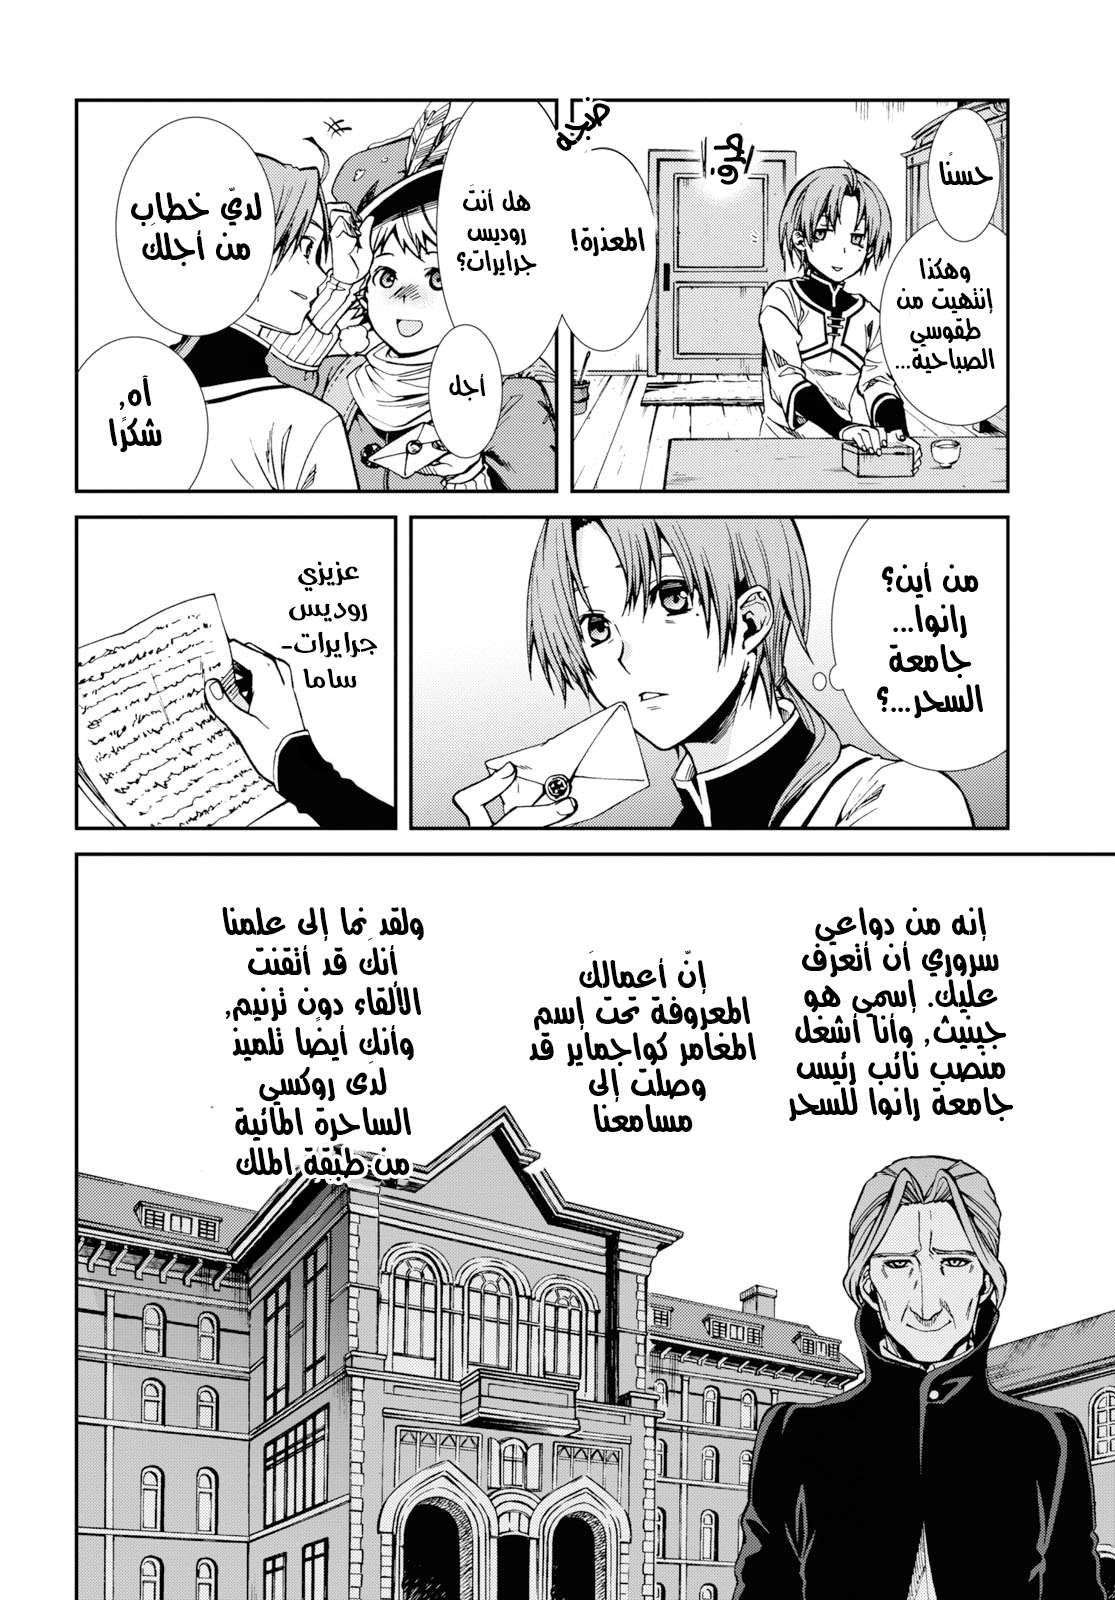 حسنًا
وهكذا
إنتهيت من
طقوسي
الصباحية...
طرق
ضجة
المعذرة!
هل أنتَ
روديس
جرايرات؟
أجل
لديّ خطاب
من أجلكَ
آه,
شكرًا
من أين؟
رانوا...
جامعة
السحر...؟
عزيزي
روديس
جرايرات-
ساما
إنه من دواعي
سروري أن أتعرف
عليك. إسمي هو
جينيث, وأنا أشغل
منصب نائب رئيس
جامعة رانوا للسحر
إنّ أعمالكَ
المعروفة تحت إسم
المغامر كواجماير قد
وصلت إلى
مسامعنا
ولقد نما إلى علمنا
أنكَ قد أتقنت
الألقاء دون ترنيم,
وأنكَ أيضًا تلميذ
لدى روكسي
الساحرة المائية
من طبقة الملك